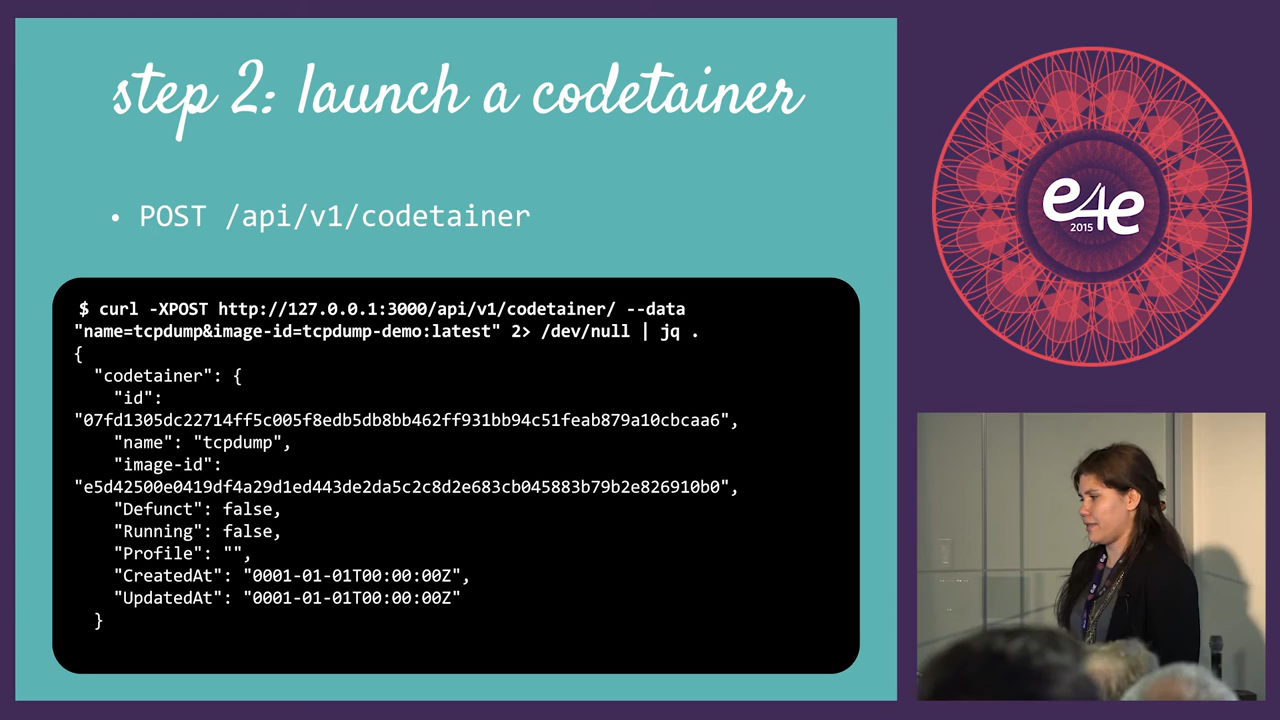 step 2: launch a codetainer
• POST /api/v1/codetainer
$ curl -XPOST http://127.0.0.1:3000/api/v1/codetainer/ --data
"name=tcpdump&image-id=tcpdump-demo:latest" 2> /dev/null | jq .
{
"codetainer": {
"id":
"07fd1305dc22714ff5c005f8edb5db8bb462ff931bb94c51feab879a10cbcaa6",
"name": "tcpdump",
"image-id":
"e5d42500e0419df4a29d1ed443de2da5c2c8d2e683cb045883b79b2e826910b0",
"Defunct": false,
"Running": false,
"Profile": "",
"CreatedAt": "0001-01-01T00:00:00Z",
"UpdatedAt": "0001-01-01T00:00:00Z"
}
e4e
2015